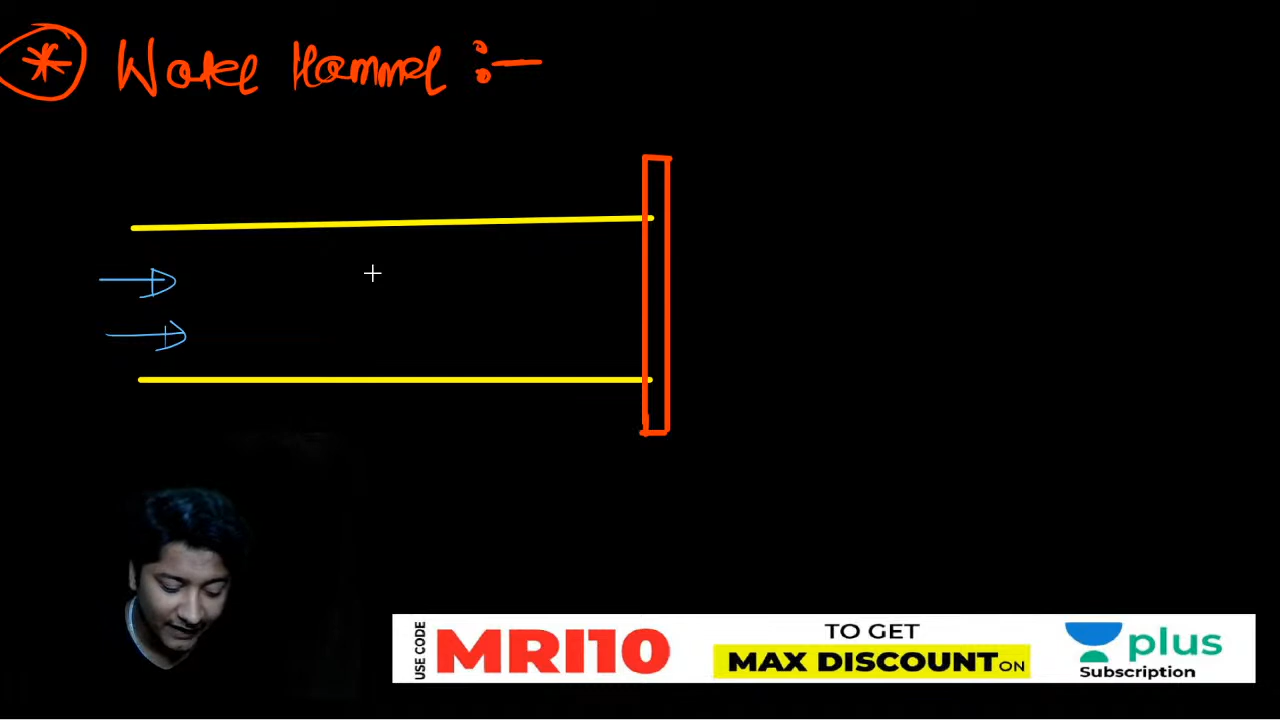 * Water Hammer :-
USE CODE
MRI10
TO GET
MAX DISCOUNT ON
plus
Subscription